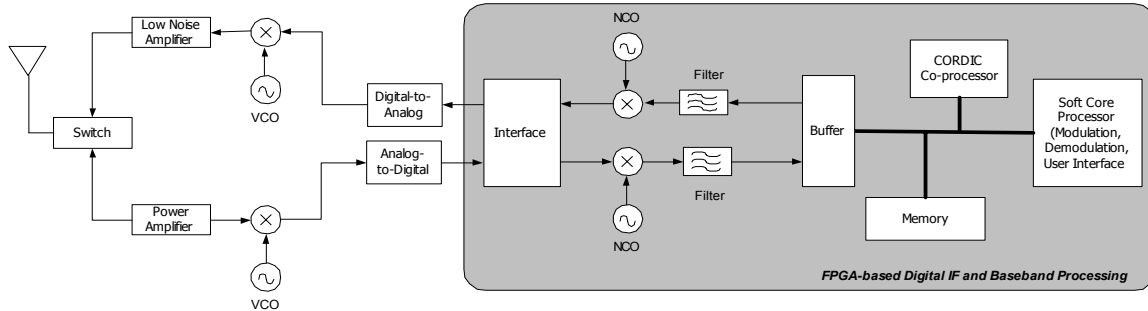 Low Noise
Amplifier
VCO
Switch
Power
Amplifier
VCO
Digital-to-
Analog
Analog-
to-Digital
Interface
NCO
Filter
Filter
NCO
Buffer
CORDIC
Co-processor
Memory
Soft Core
Processor
(Modulation,
Demodulation,
User Interface
FPGA-based Digital IF and Baseband Processing